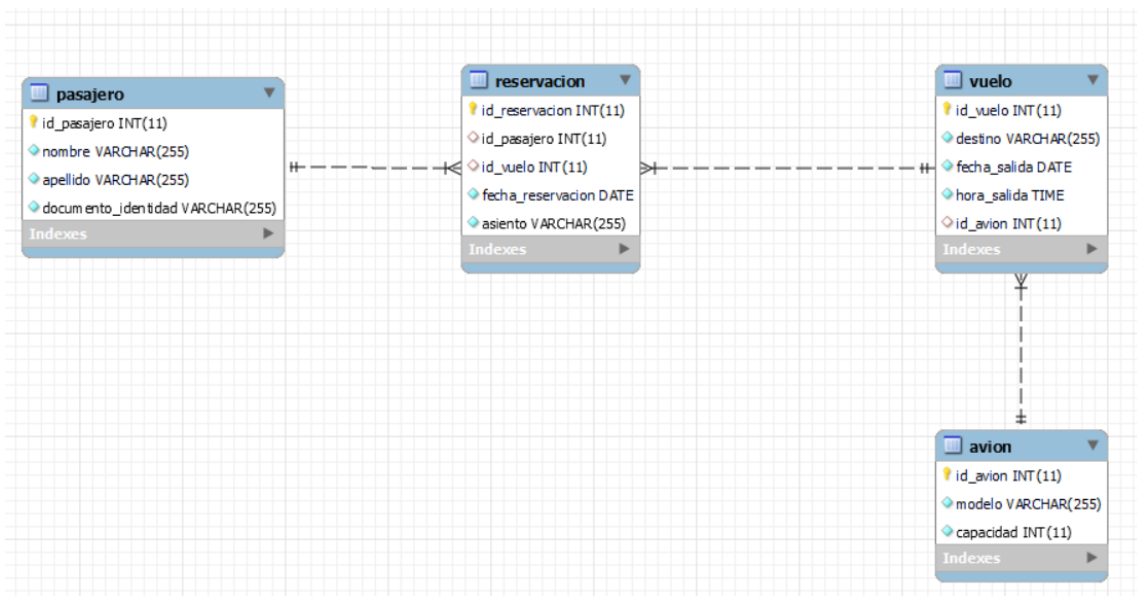 pasajero
id_pasajero INT(11)
nombre VARCHAR(255)
apellido VARCHAR(255)
documento_identidad VARCHAR(255)
Indexes
reservacion
id_reservacion INT(11)
id_pasajero INT(11)
id_vuelo INT(11)
fecha_reservacion DATE
asiento VARCHAR(255)
Indexes
vuelo
id_vuelo INT(11)
destino VARCHAR(255)
fecha_salida DATE
hora_salida TIME
id_avion INT(11)
Indexes
avion
id_avion INT(11)
modelo VARCHAR(255)
capacidad INT(11)
Indexes